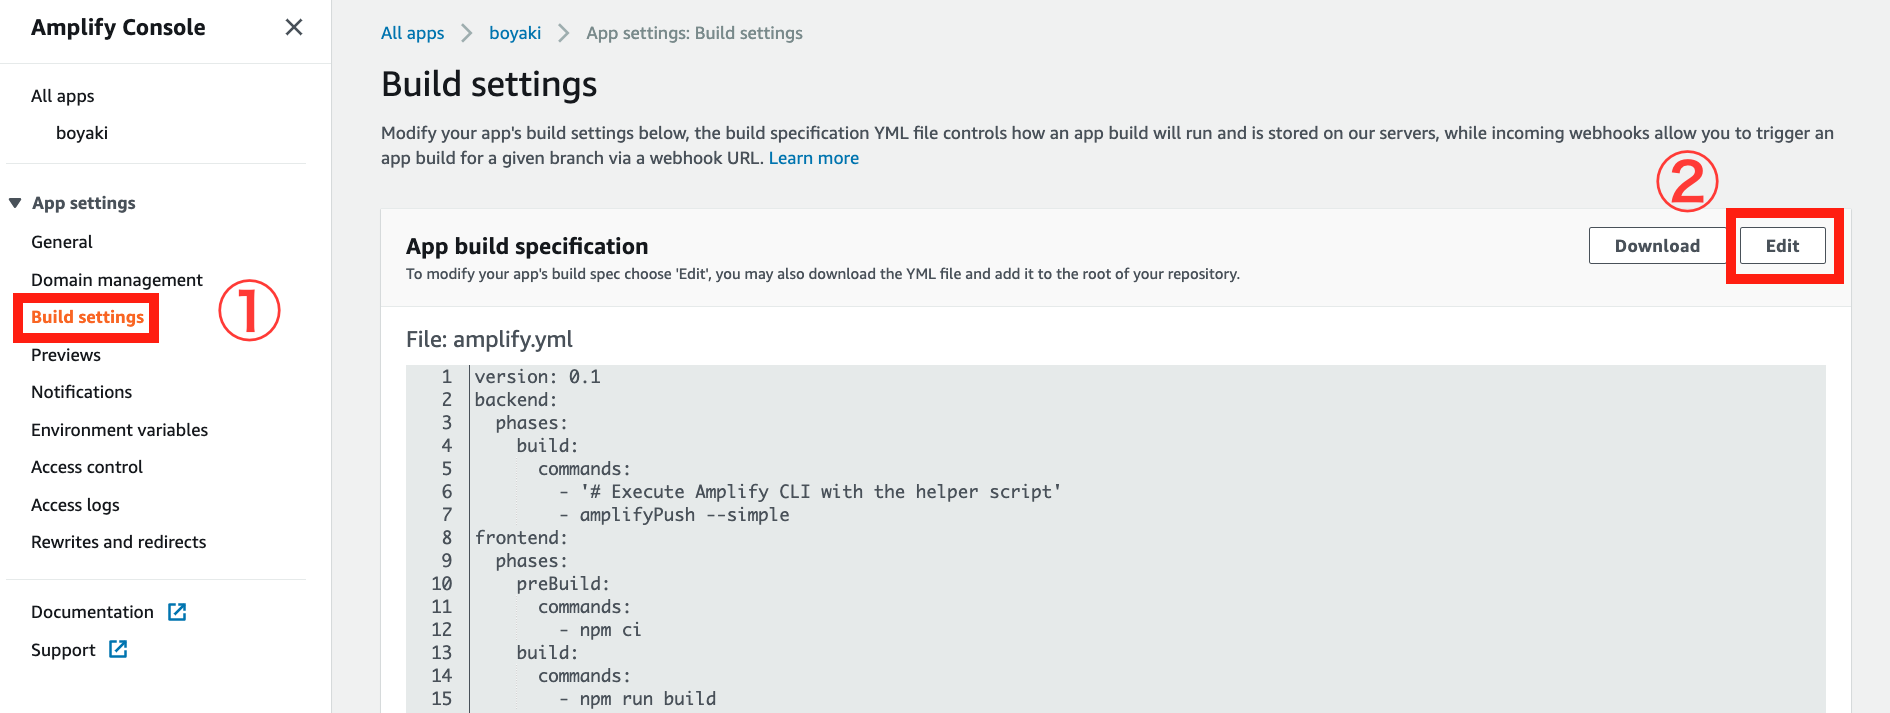 Amplify Console
All apps
boyaki
App settings
General
Domain management
Build settings
①
Previews
Notifications
Environment variables
Access control
Access logs
Rewrites and redirects
Documentation
Support
All apps > boyaki > App settings: Build settings
Build settings
Modify your app's build settings below, the build specification YML file controls how an app build will run and is stored on our servers, while incoming webhooks allow you to trigger an
app build for a given branch via a webhook URL. Learn more
②
App build specification
Download
Edit
To modify your app's build spec choose 'Edit', you may also download the YML file and add it to the root of your repository.
File: amplify.yml
1 version: 0.1
2 backend:
3   phases:
4     build:
5       commands:
6         - '# Execute Amplify CLI with the helper script'
7         - amplifyPush --simple
8 frontend:
9   phases:
10     preBuild:
11       commands:
12         - npm ci
13     build:
14       commands:
15         - npm run build